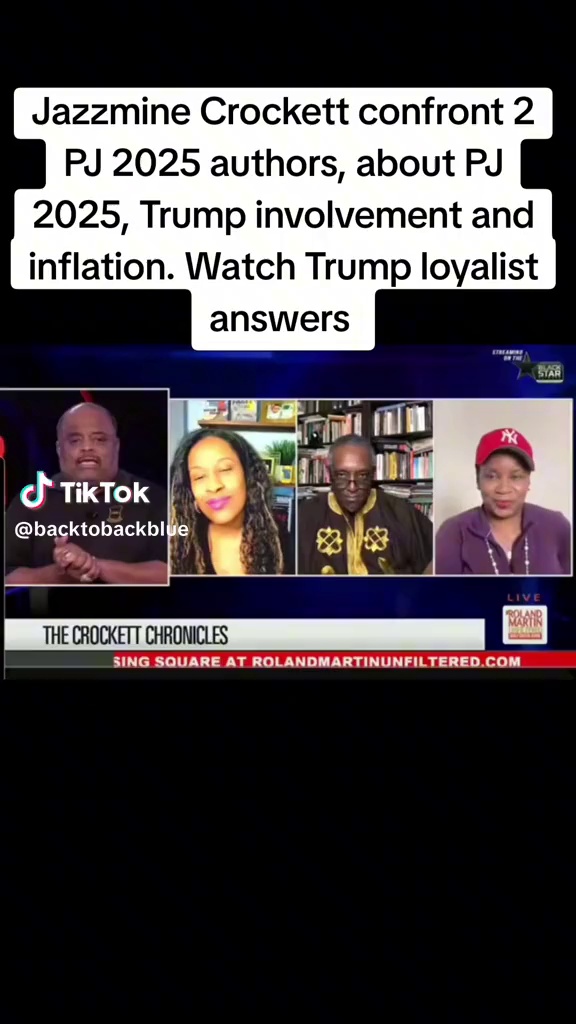 Jazzmine Crockett confront 2
PJ 2025 authors, about PJ
2025, Trump involvement and
inflation. Watch Trump loyalist
answers
STREAMING
ON THE
BLACK
STAR
TikTok
@backtobackblue
LIVE
ROLAND
MARTIN
THE CROCKETT CHRONICLES
SING SQUARE AT ROLANDMARTINUNFILTERED.COM